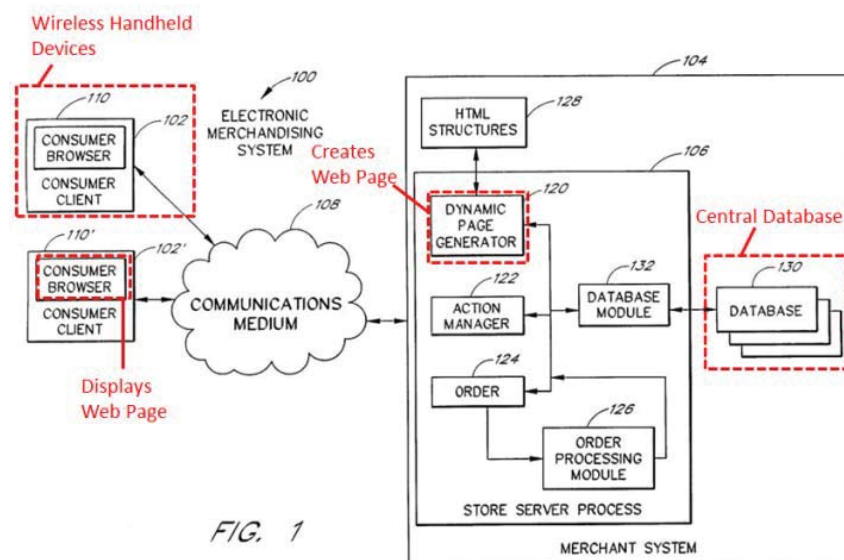 Wireless Handheld
Devices
100
ELECTRONIC
MERCHANDISING
SYSTEM
110
102
CONSUMER
BROWSER
CONSUMER
CLIENT
110'
102'
CONSUMER
BROWSER
CONSUMER
CLIENT
Displays
Web Page
108
COMMUNICATIONS
MEDIUM
104
HTML
STRUCTURES
128
Creates
Web Page
106
120
DYNAMIC
PAGE
GENERATOR
122
ACTION
MANAGER
132
DATABASE
MODULE
Central Database
130
DATABASE
124
ORDER
126
ORDER
PROCESSING
MODULE
STORE SERVER PROCESS
MERCHANT SYSTEM
FIG. 1